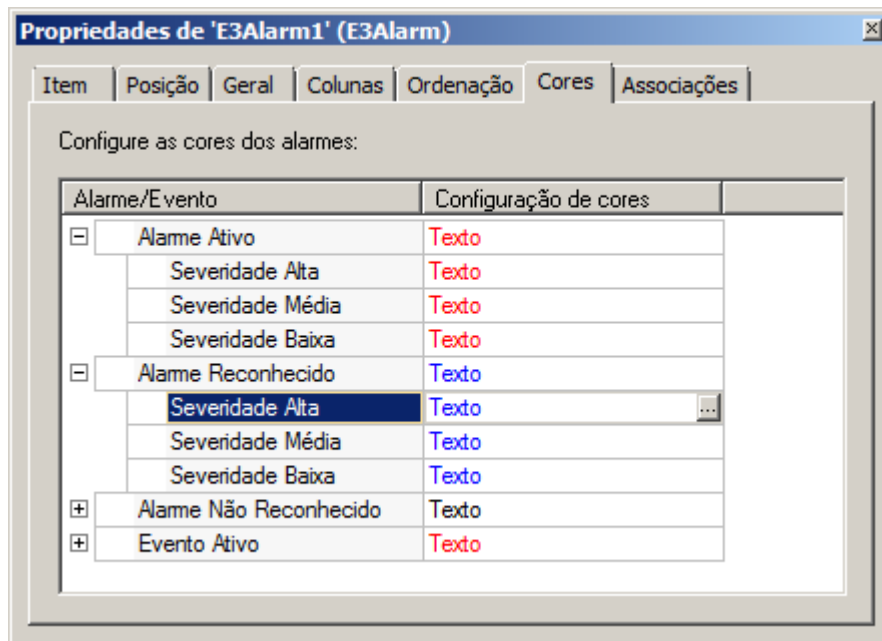 Propriedades de 'E3Alarm1' (E3Alarm)
Item Posição Geral Colunas Ordenação Cores Associações
Configure as cores dos alarmes:
Alarme/Evento Configuração de cores
Alarme Ativo Texto
Severidade Alta Texto
Severidade Média Texto
Severidade Baixa Texto
Alarme Reconhecido Texto
Severidade Alta Texto ...
Severidade Média Texto
Severidade Baixa Texto
Alarme Não Reconhecido Texto
Evento Ativo Texto